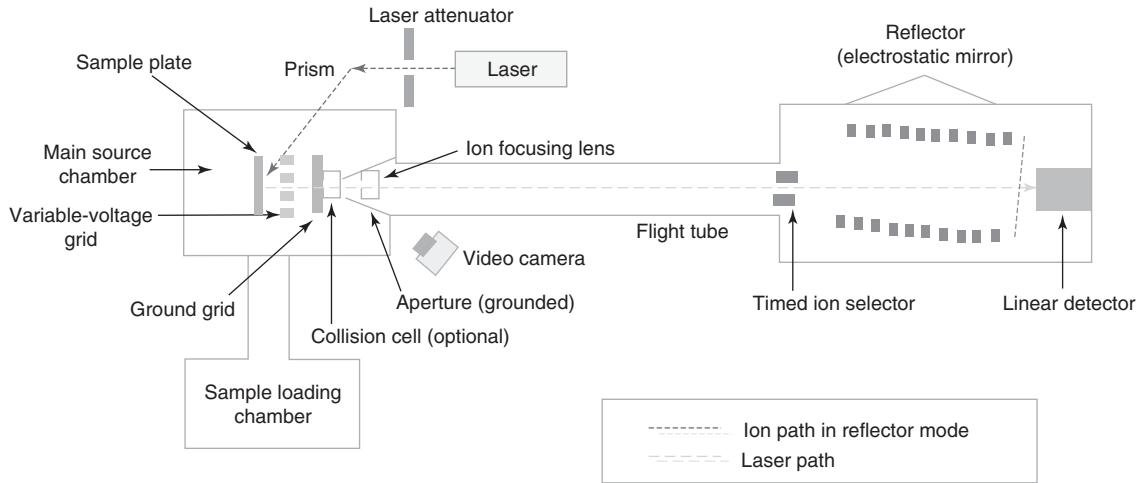 Laser attenuator
Sample plate
Prism
Laser
Reflector
(electrostatic mirror)
Main source
chamber
Ion focusing lens
Variable-voltage
grid
Flight tube
Video camera
Ground grid
Aperture (grounded)
Timed ion selector
Linear detector
Collision cell (optional)
Sample loading
chamber
Ion path in reflector mode
Laser path